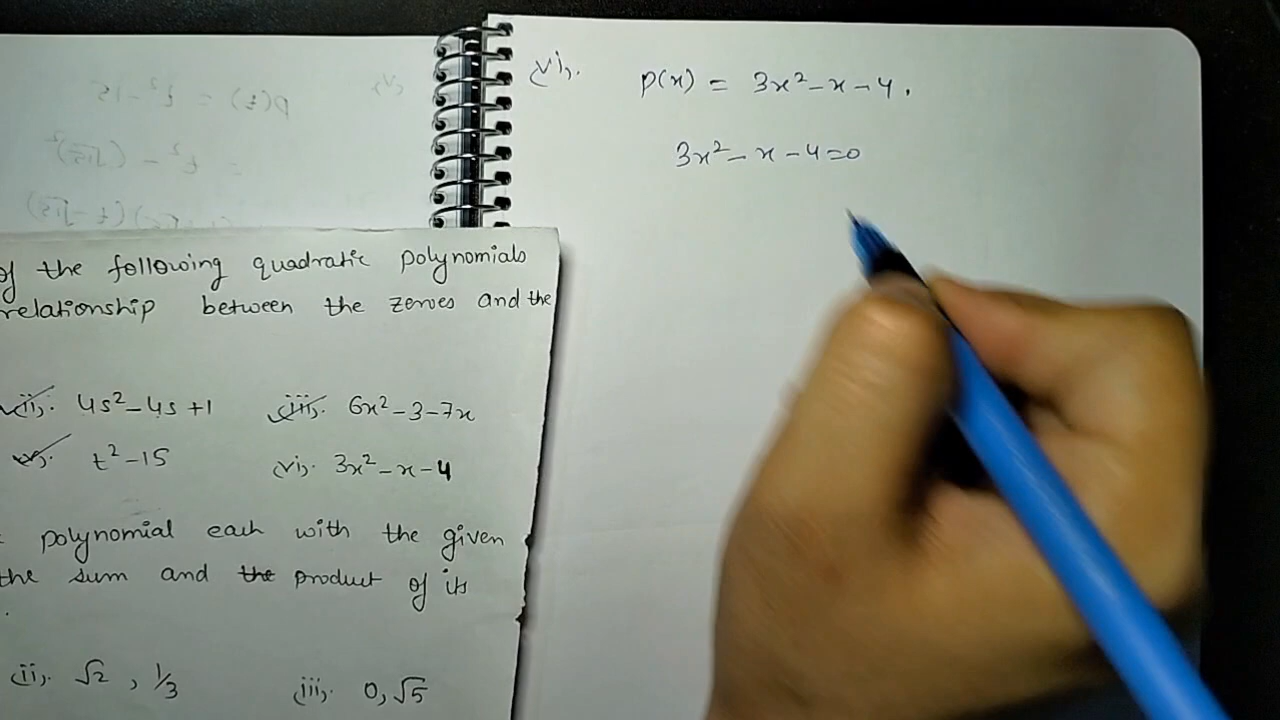 (vi).
p(x) = 3x² - x - 4.
3x² - x - 4 = 0
of the following quadratic polynomials
relationship between the zeroes and the
(ii). 4s² - 4s + 1
(iii). 6x² - 3 - 7x
t² - 15
(vi). 3x² - x - 4
polynomial each with the given
the sum and the product of its
(ii). √2, 1/3
(iii). 0, √5